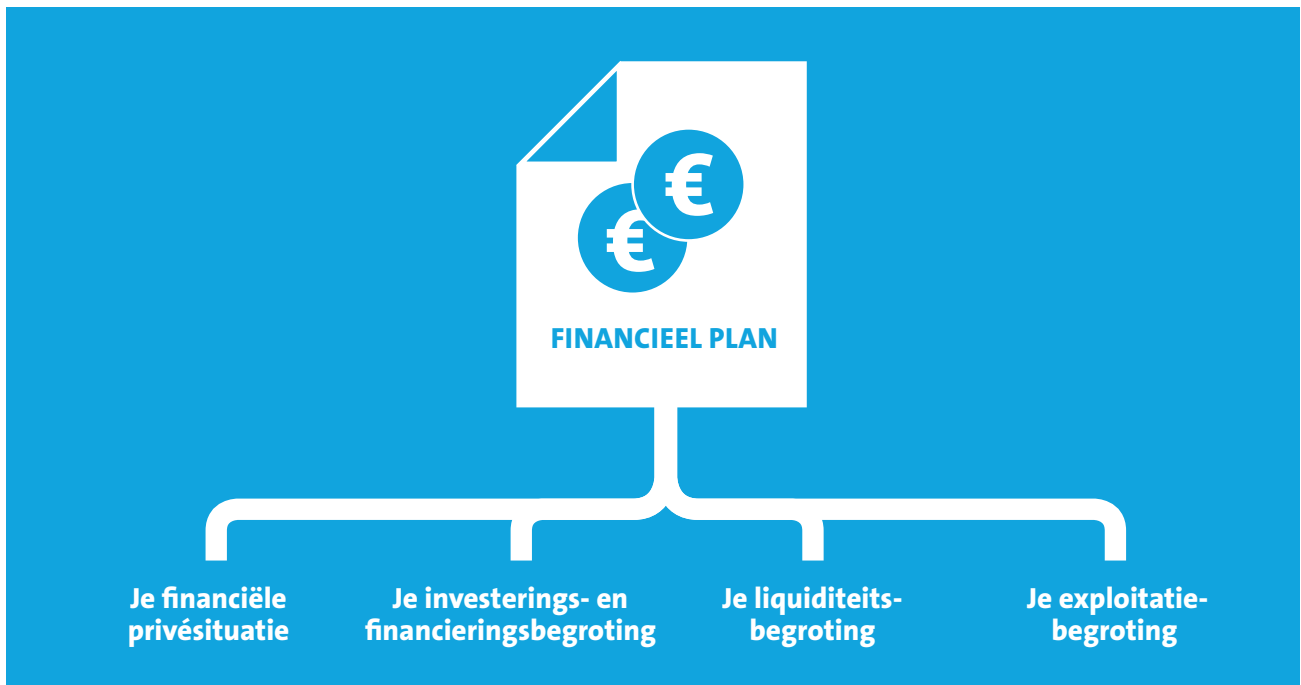 €
€
FINANCIEEL PLAN
Je financiële
privésituatie
Je investerings- en
financieringsbegroting
Je liquiditeits-
begroting
Je exploitatie-
begroting